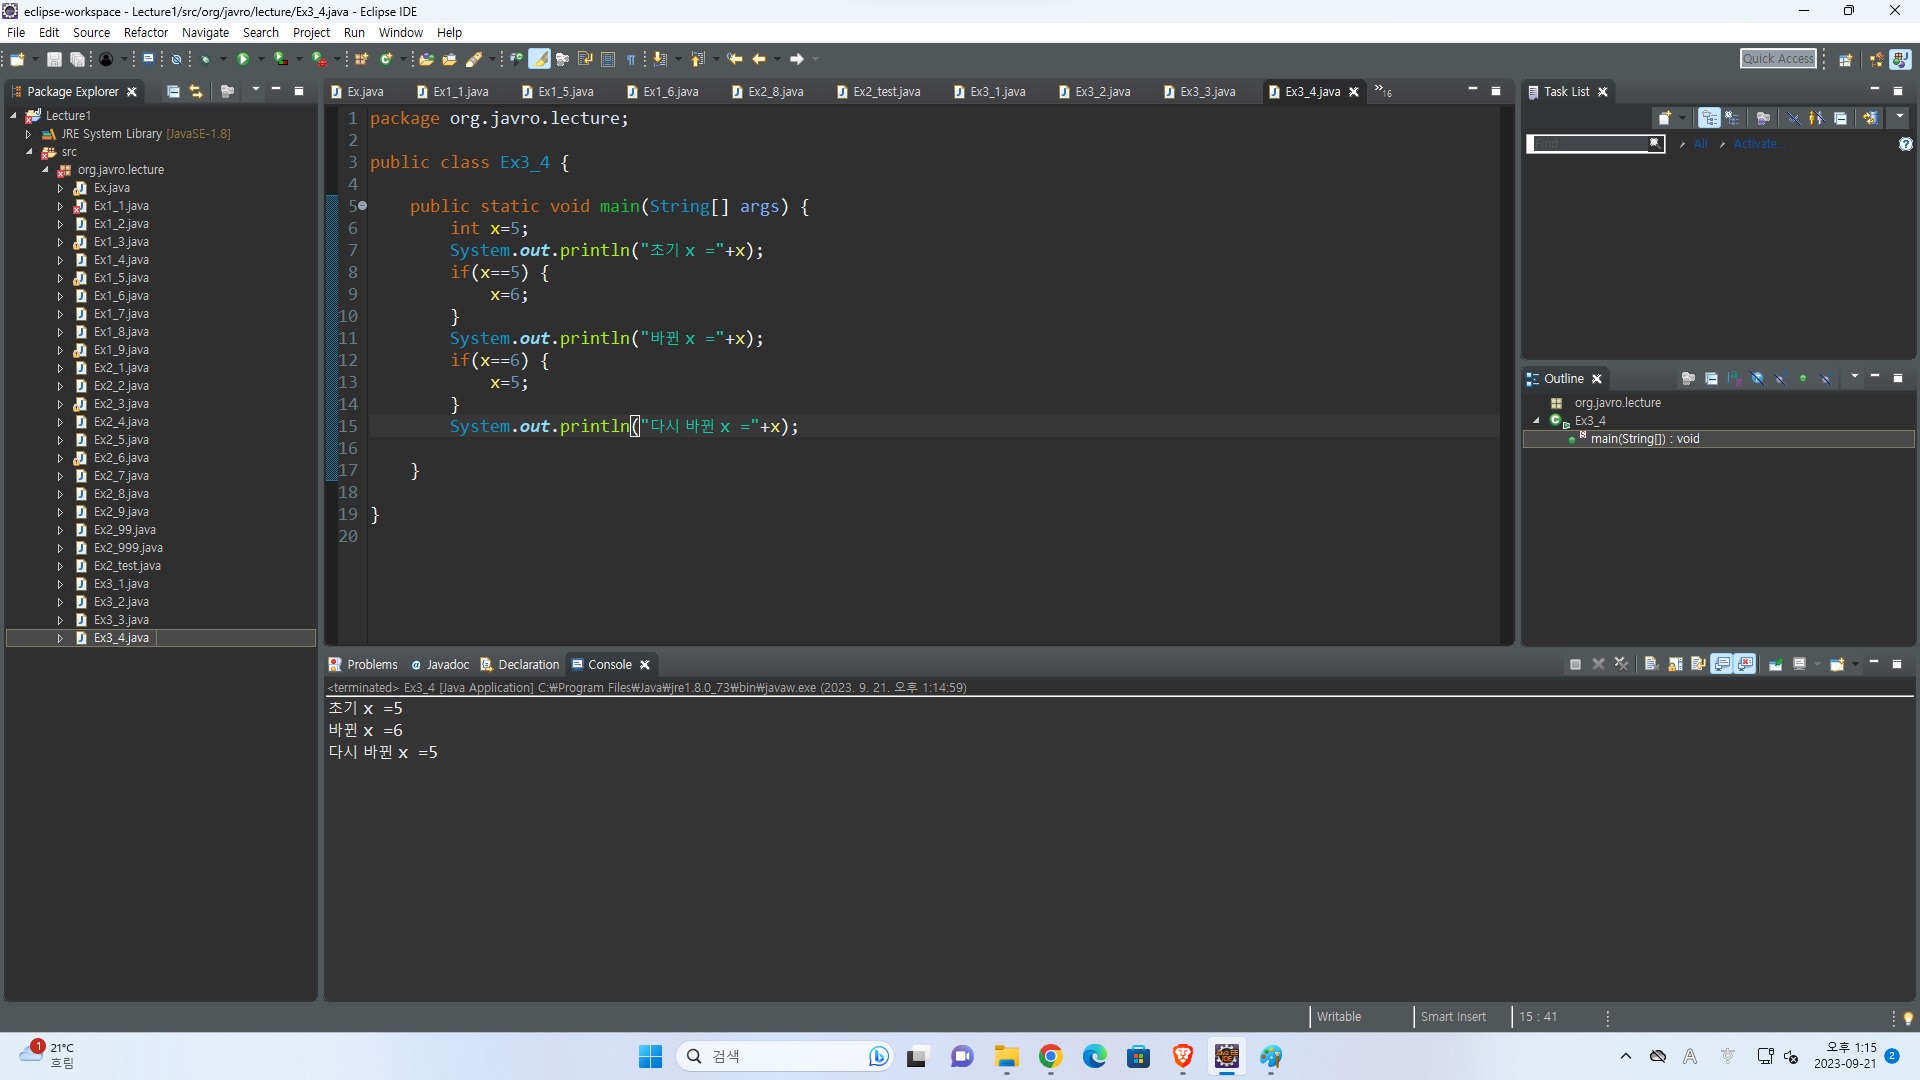 eclipse-workspace - Lecture1/src/org/javro/lecture/Ex3_4.java - Eclipse IDE
File Edit Source Refactor Navigate Search Project Run Window Help
Quick Access
Package Explorer
Lecture1
JRE System Library [JavaSE-1.8]
src
org.javro.lecture
Ex.java
Ex1_1.java
Ex1_2.java
Ex1_3.java
Ex1_4.java
Ex1_5.java
Ex1_6.java
Ex1_7.java
Ex1_8.java
Ex1_9.java
Ex2_1.java
Ex2_2.java
Ex2_3.java
Ex2_4.java
Ex2_5.java
Ex2_6.java
Ex2_7.java
Ex2_8.java
Ex2_9.java
Ex2_99.java
Ex2_999.java
Ex2_test.java
Ex3_1.java
Ex3_2.java
Ex3_3.java
Ex3_4.java
Ex.java Ex1_1.java Ex1_5.java Ex1_6.java Ex2_8.java Ex2_test.java Ex3_1.java Ex3_2.java Ex3_3.java Ex3_4.java »16
1 package org.javro.lecture;
2
3 public class Ex3_4 {
4
5 public static void main(String[] args) {
6 int x=5;
7 System.out.println("초기 x ="+x);
8 if(x==5) {
9 x=6;
10 }
11 System.out.println("바뀐 x ="+x);
12 if(x==6) {
13 x=5;
14 }
15 System.out.println("다시 바뀐 x ="+x);
16
17 }
18
19 }
20
Task List
Find All Activate...
Outline
org.javro.lecture
Ex3_4
main(String[]) : void
Problems Javadoc Declaration Console
<terminated> Ex3_4 [Java Application] C:₩Program Files₩Java₩jre1.8.0_73₩bin₩javaw.exe (2023. 9. 21. 오후 1:14:59)
초기 x =5
바뀐 x =6
다시 바뀐 x =5
Writable Smart Insert 15 : 41
1 21°C
흐림
검색
A
오후 1:15
2023-09-21
2